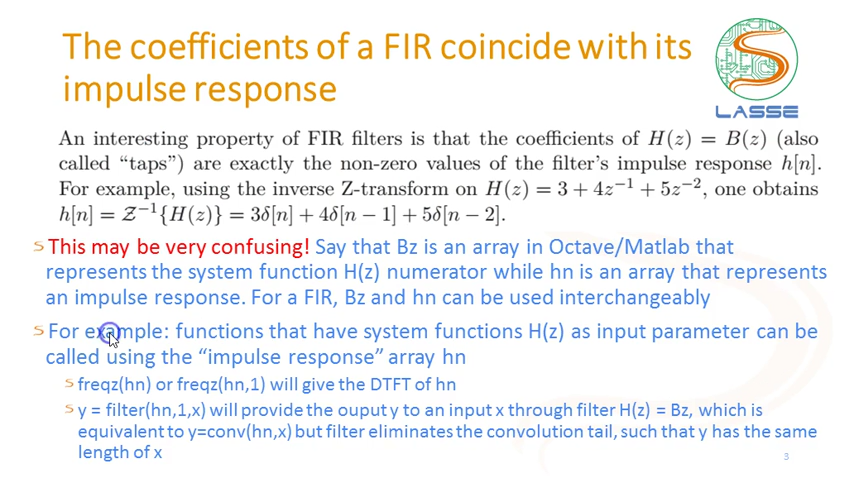 The coefficients of a FIR coincide with its
impulse response
LASSE
An interesting property of FIR filters is that the coefficients of H(z) = B(z) (also
called “taps”) are exactly the non-zero values of the filter’s impulse response h[n].
For example, using the inverse Z-transform on H(z) = 3 + 4z⁻¹ + 5z⁻², one obtains
h[n] = Z⁻¹{H(z)} = 3δ[n] + 4δ[n − 1] + 5δ[n − 2].
This may be very confusing! Say that Bz is an array in Octave/Matlab that
represents the system function H(z) numerator while hn is an array that represents
an impulse response. For a FIR, Bz and hn can be used interchangeably
For example: functions that have system functions H(z) as input parameter can be
called using the “impulse response” array hn
freqz(hn) or freqz(hn,1) will give the DTFT of hn
y = filter(hn,1,x) will provide the ouput y to an input x through filter H(z) = Bz, which is
equivalent to y=conv(hn,x) but filter eliminates the convolution tail, such that y has the same
length of x
3